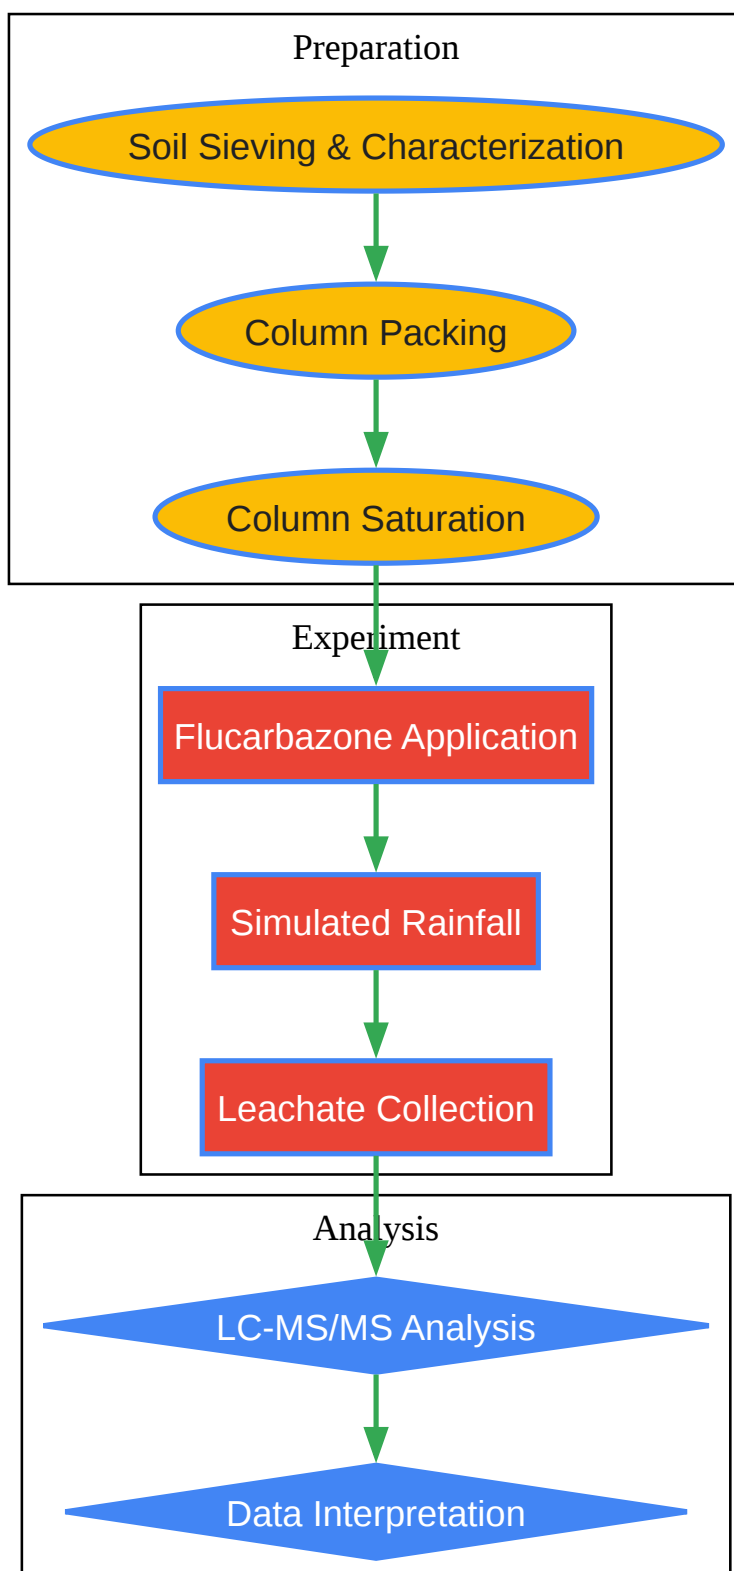 Preparation
Soil Sieving & Characterization
Column Packing
Column Saturation
Experiment
Flucarbazone Application
Simulated Rainfall
Leachate Collection
Analysis
LC-MS/MS Analysis
Data Interpretation